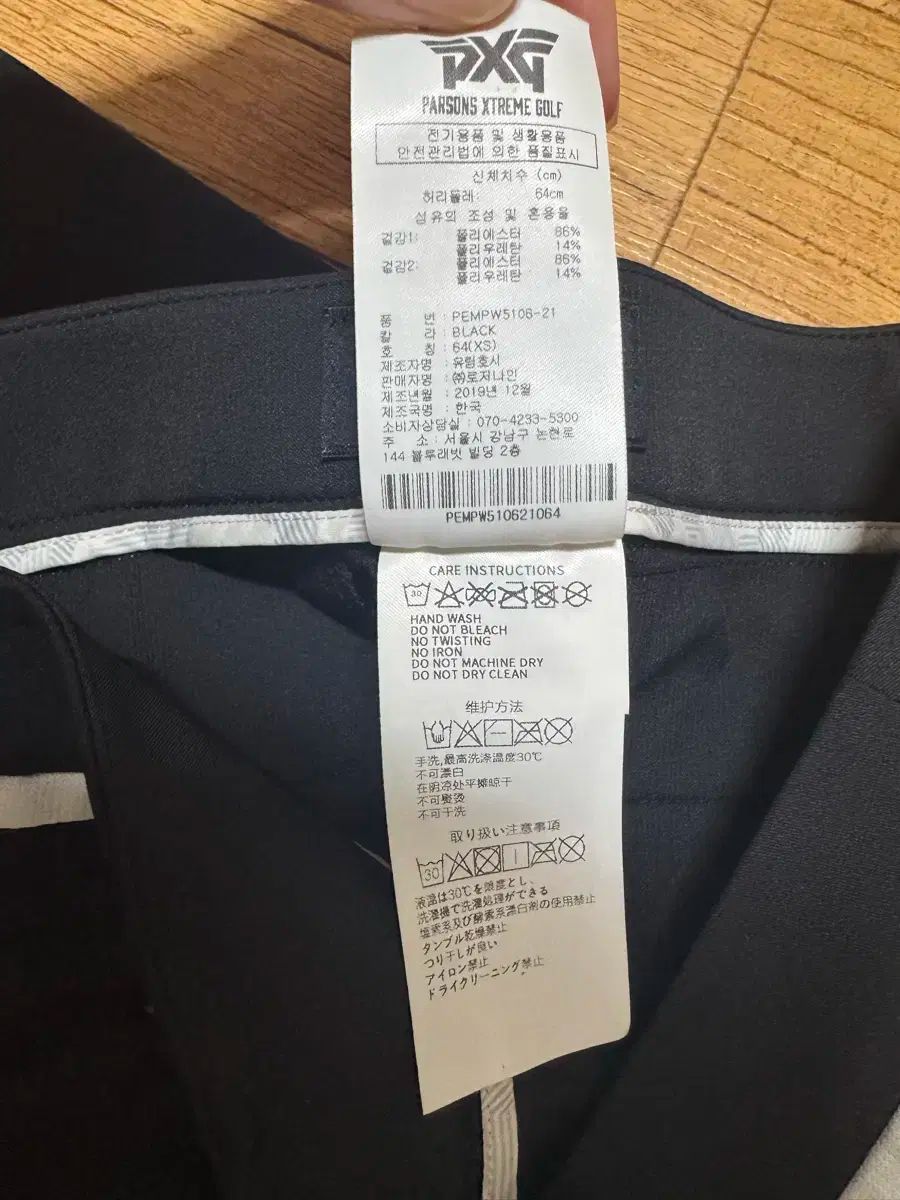 PXG
PARSONS XTREME GOLF
전기용품 및 생활용품
안전관리법에 의한 품질표시
신체치수 (cm)
허리둘레: 64cm
섬유의 조성 및 혼용율
겉감1: 폴리에스터 86%
폴리우레탄 14%
겉감2: 폴리에스터 86%
폴리우레탄 14%
품 번 : PEMPW5106-21
칼 라 : BLACK
호 칭 : 64(XS)
제조자명 : 유림호시
판매자명 : ㈜로저나인
제조년월 : 2019년 12월
제조국명 : 한국
소비자상담실 : 070-4233-5300
주 소 : 서울시 강남구 논현로
144 블루래빗 빌딩 2층
PEMPW510621064
CARE INSTRUCTIONS
30
HAND WASH
DO NOT BLEACH
NO TWISTING
NO IRON
DO NOT MACHINE DRY
DO NOT DRY CLEAN
维护方法
手洗,最高洗涤温度30℃
不可漂白
在阴凉处平摊晾干
不可熨烫
不可干洗
取り扱い注意事項
30
液温は30℃を限度とし、
洗濯機で洗濯処理ができる
塩素系及び酵素系漂白剤の使用禁止
タンブル乾燥禁止
つり干しが良い
アイロン禁止
ドライクリーニング禁止